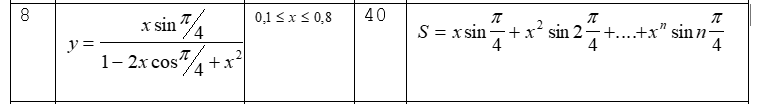 8 y = x sin π/4 / (1 − 2x cos π/4 + x²) 0,1 ≤ x ≤ 0,8 40 S = x sin π/4 + x² sin 2 π/4 + ....+ xⁿ sin n π/4